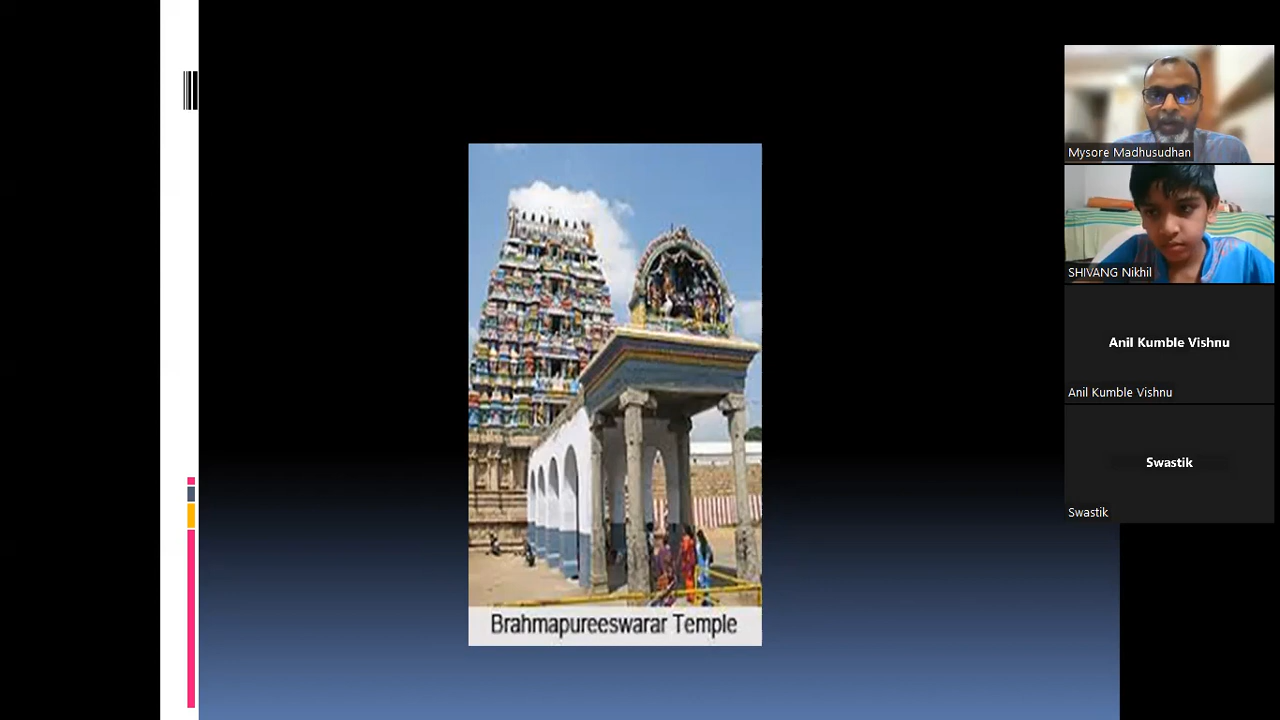 Brahmapureeswarar Temple
Mysore Madhusudhan
SHIVANG Nikhil
Anil Kumble Vishnu
Anil Kumble Vishnu
Swastik
Swastik